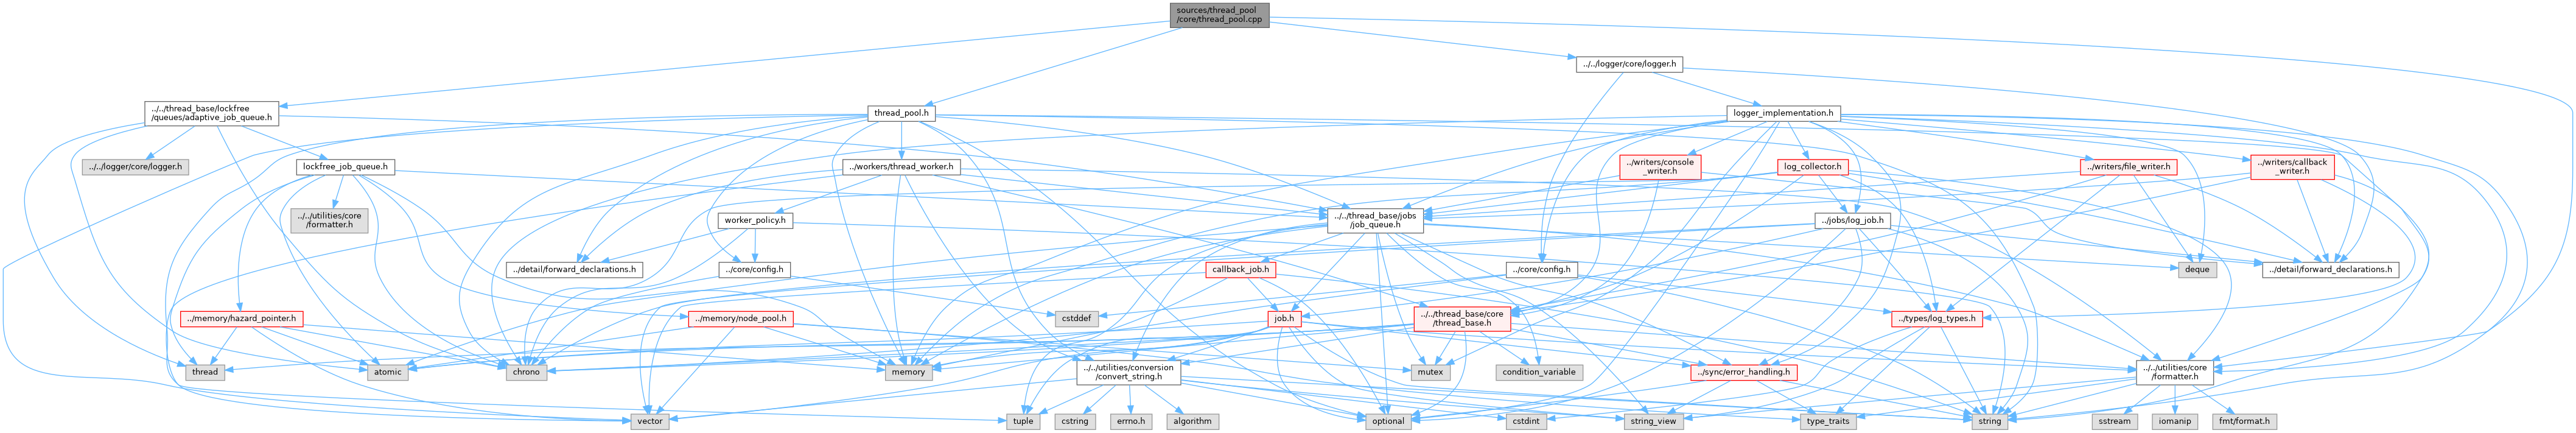 sources/thread_pool
/core/thread_pool.cpp
../../logger/core/logger.h
../../thread_base/lockfree
/queues/adaptive_job_queue.h
thread_pool.h
logger_implementation.h
../../logger/core/logger.h
lockfree_job_queue.h
../workers/thread_worker.h
../writers/console
_writer.h
log_collector.h
../writers/file_writer.h
../writers/callback
_writer.h
../../utilities/core
/formatter.h
worker_policy.h
../../thread_base/jobs
/job_queue.h
../jobs/log_job.h
../detail/forward_declarations.h
../core/config.h
callback_job.h
../core/config.h
deque
../detail/forward_declarations.h
../memory/hazard_pointer.h
../memory/node_pool.h
cstddef
job.h
../../thread_base/core
/thread_base.h
../types/log_types.h
thread
atomic
chrono
memory
../../utilities/conversion
/convert_string.h
mutex
condition_variable
../sync/error_handling.h
../../utilities/core
/formatter.h
vector
tuple
cstring
errno.h
algorithm
optional
cstdint
string_view
type_traits
string
sstream
iomanip
fmt/format.h